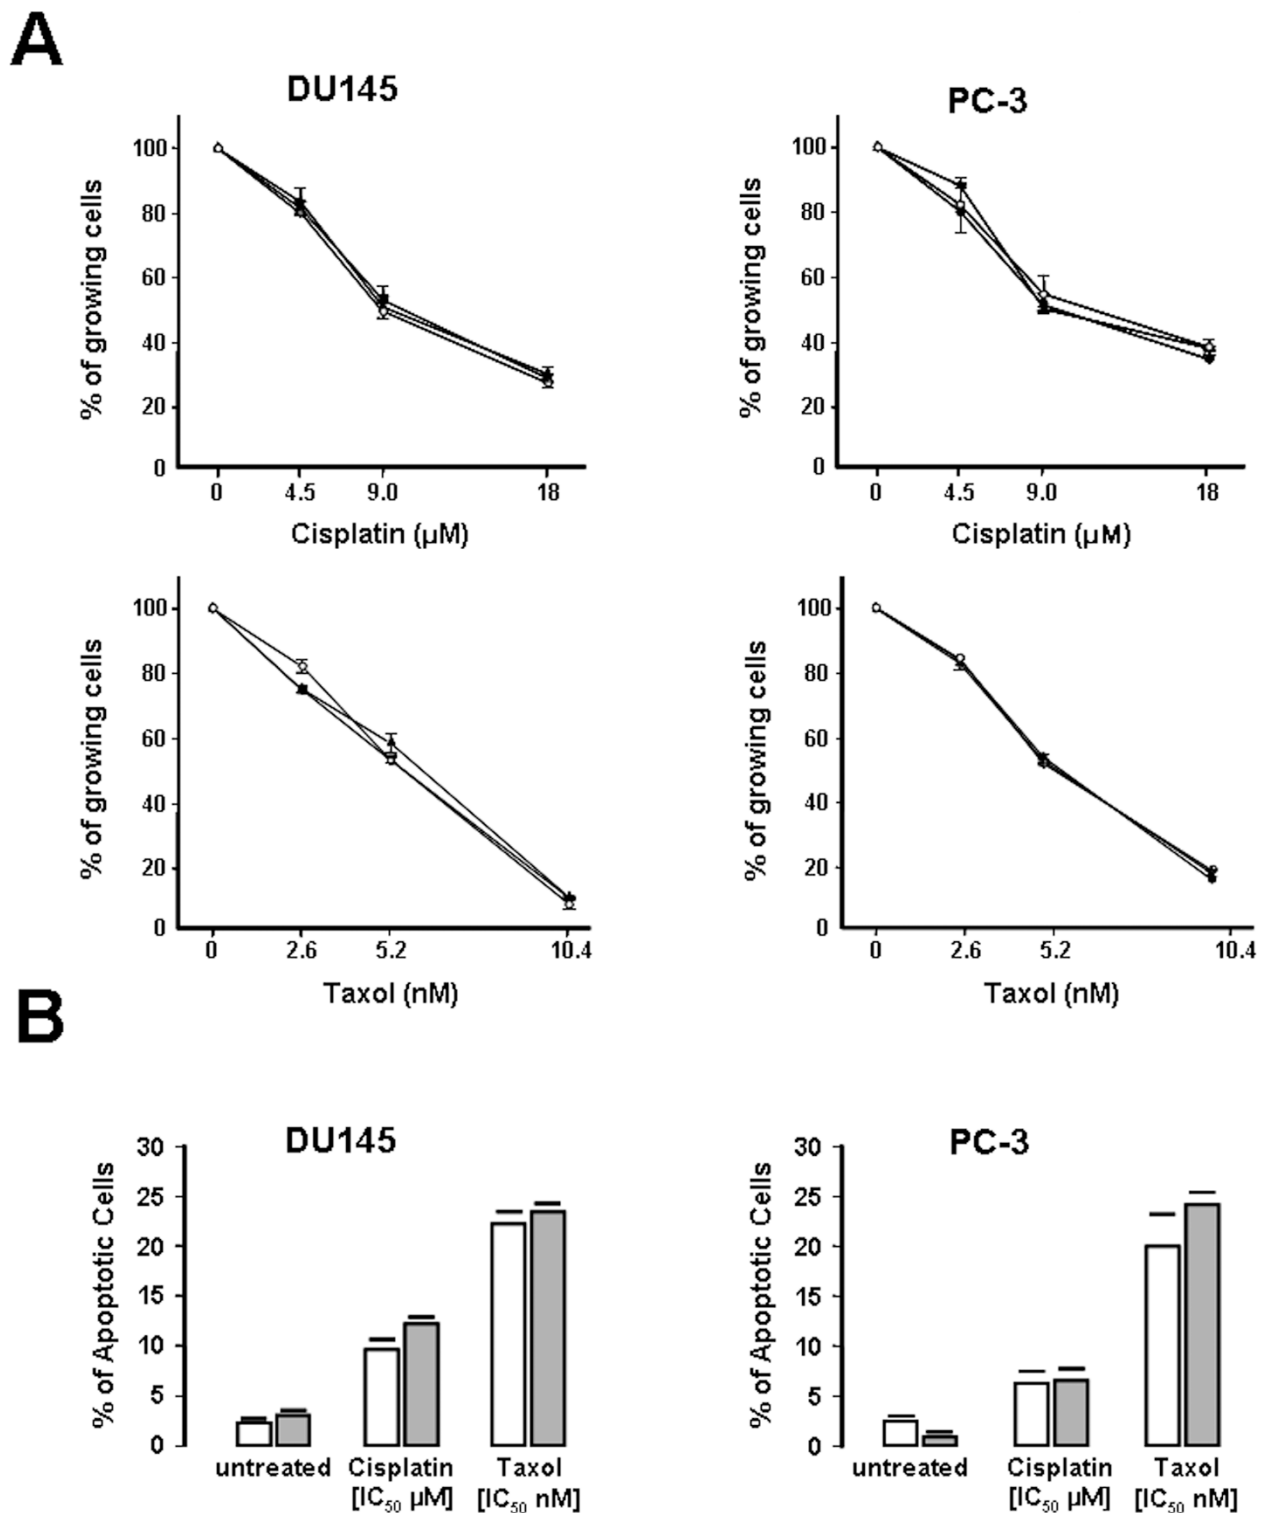 A
DU145
% of growing cells
100
80
60
40
20
0
0 4.5 9.0 18
Cisplatin (µM)
PC-3
% of growing cells
100
80
60
40
20
0
0 4.5 9.0 18
Cisplatin (µM)
% of growing cells
100
80
60
40
20
0
0 2.6 5.2 10.4
Taxol (nM)
% of growing cells
100
80
60
40
20
0
0 2.6 5.2 10.4
Taxol (nM)
B
DU145
% of Apoptotic Cells
30
25
20
15
10
5
0
untreated Cisplatin Taxol
[IC50 µM] [IC50 nM]
PC-3
% of Apoptotic Cells
30
25
20
15
10
5
0
untreated Cisplatin Taxol
[IC50 µM] [IC50 nM]